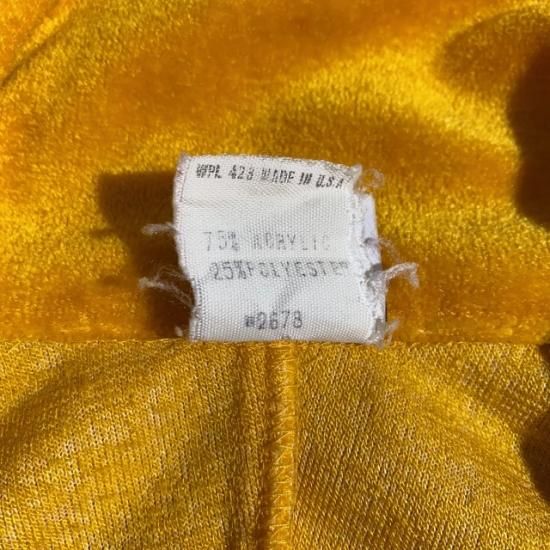 WPL 423 MADE IN U.S.A
75% ACRYLIC
25% POLYESTER
#2678